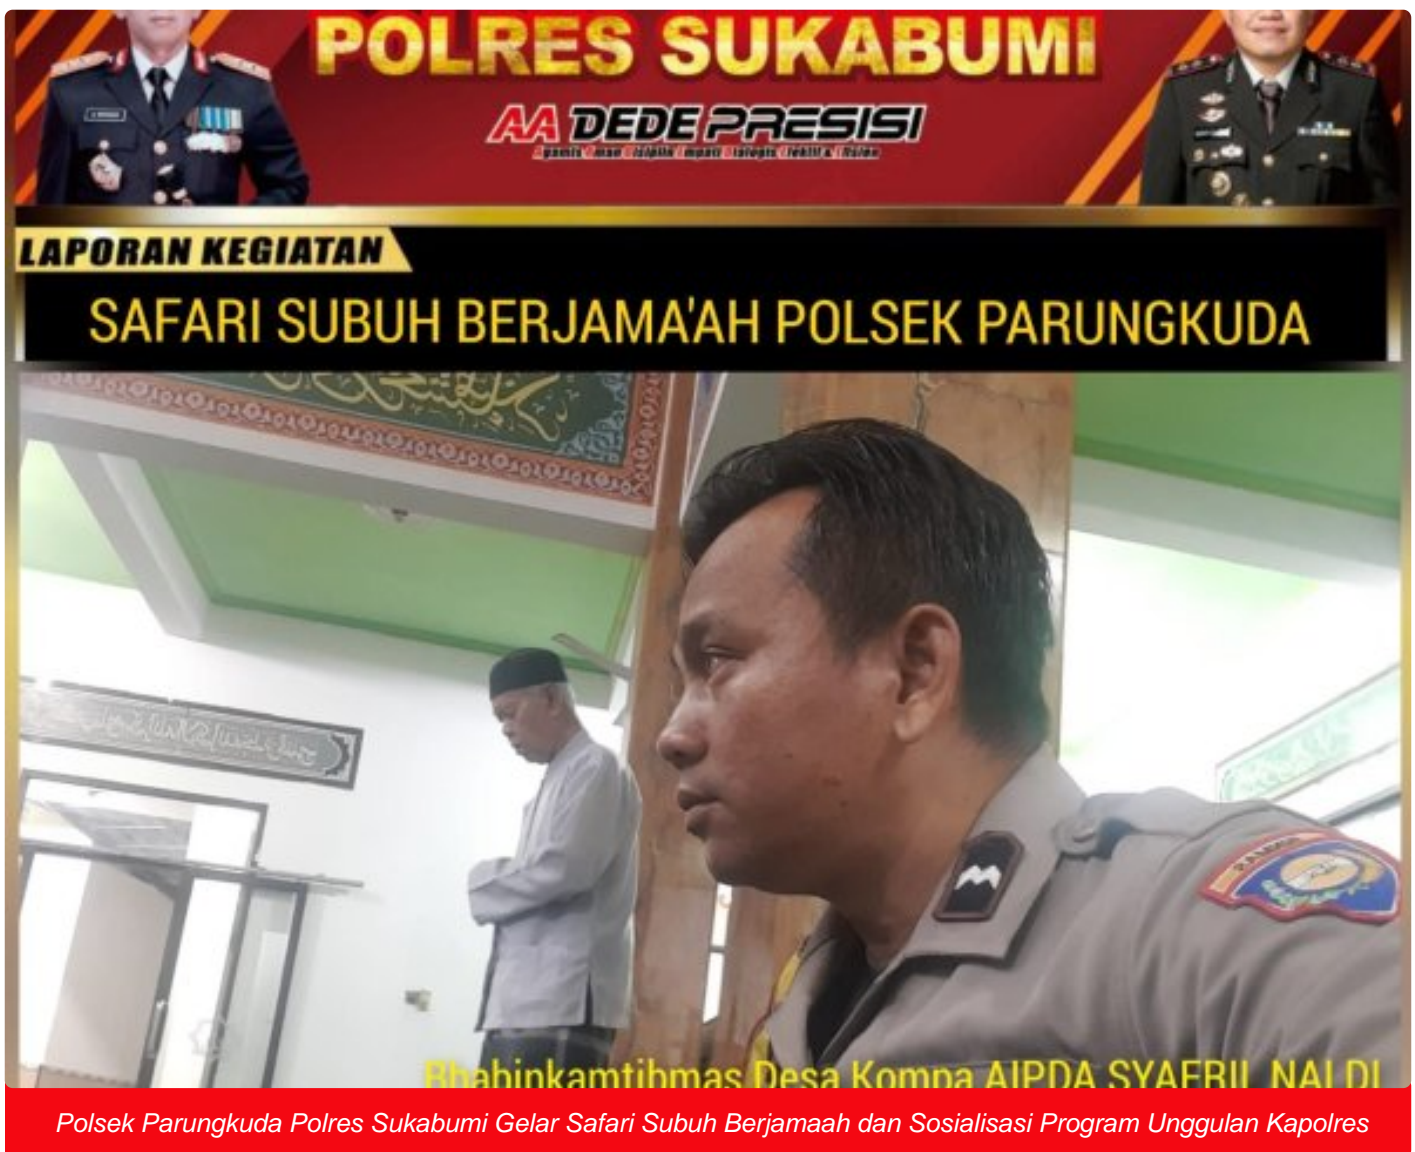 POLRES SUKABUMI
AA DEDE PRESISI
LAPORAN KEGIATAN
SAFARI SUBUH BERJAMA'AH POLSEK PARUNGKUDA
Bhabinkamtibmas Desa Kompa AIPDA SYAFRIL NALDI
Polsek Parungkuda Polres Sukabumi Gelar Safari Subuh Berjamaah dan Sosialisasi Program Unggulan Kapolres